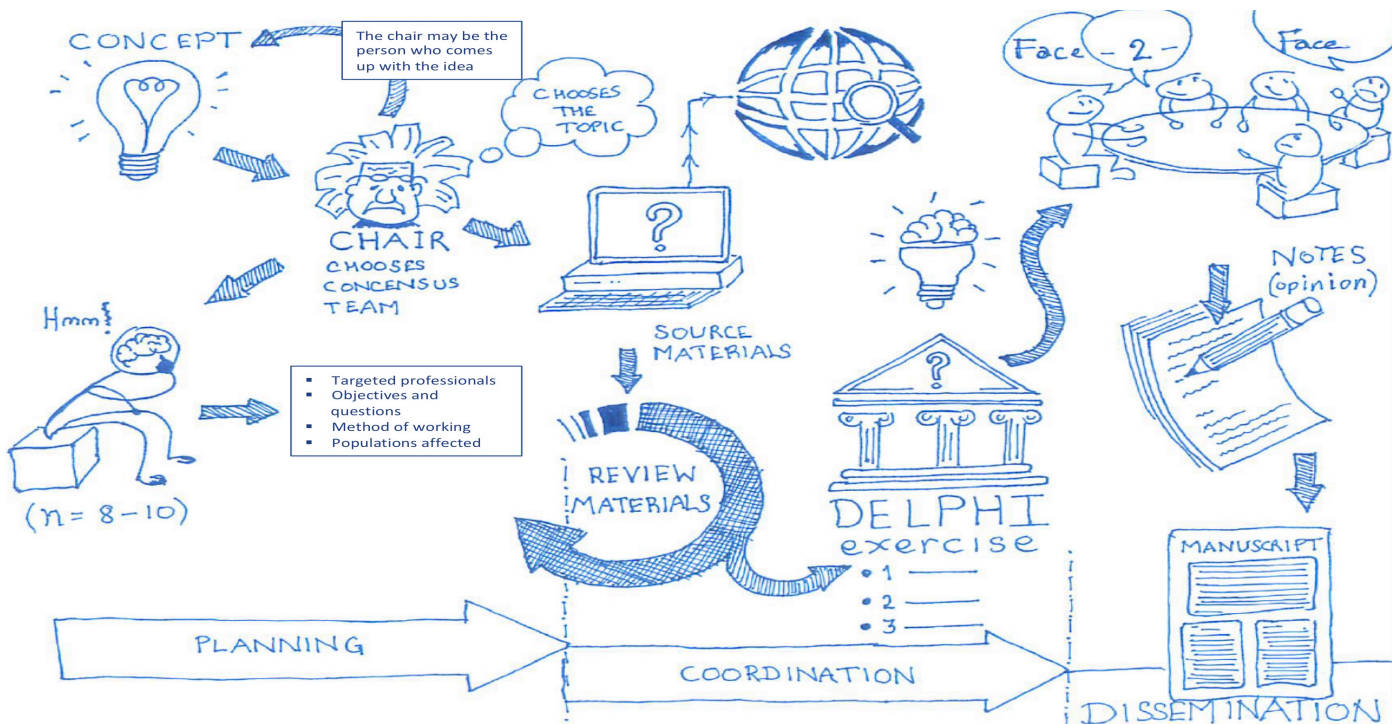 CONCEPT
The chair may be the
person who comes
up with the idea
CHOOSES
THE
TOPIC
Face
- 2 -
Face
?
CHAIR
CHOOSES
CONCENSUS
TEAM
Hmm
NOTES
(opinion)
SOURCE
MATERIALS
?
▪ Targeted professionals
▪ Objectives and
questions
▪ Method of working
▪ Populations affected
REVIEW
MATERIALS
(n = 8-10)
DELPHI
exercise
• 1
• 2
• 3
MANUSCRIPT
PLANNING
COORDINATION
DISSEMINATION